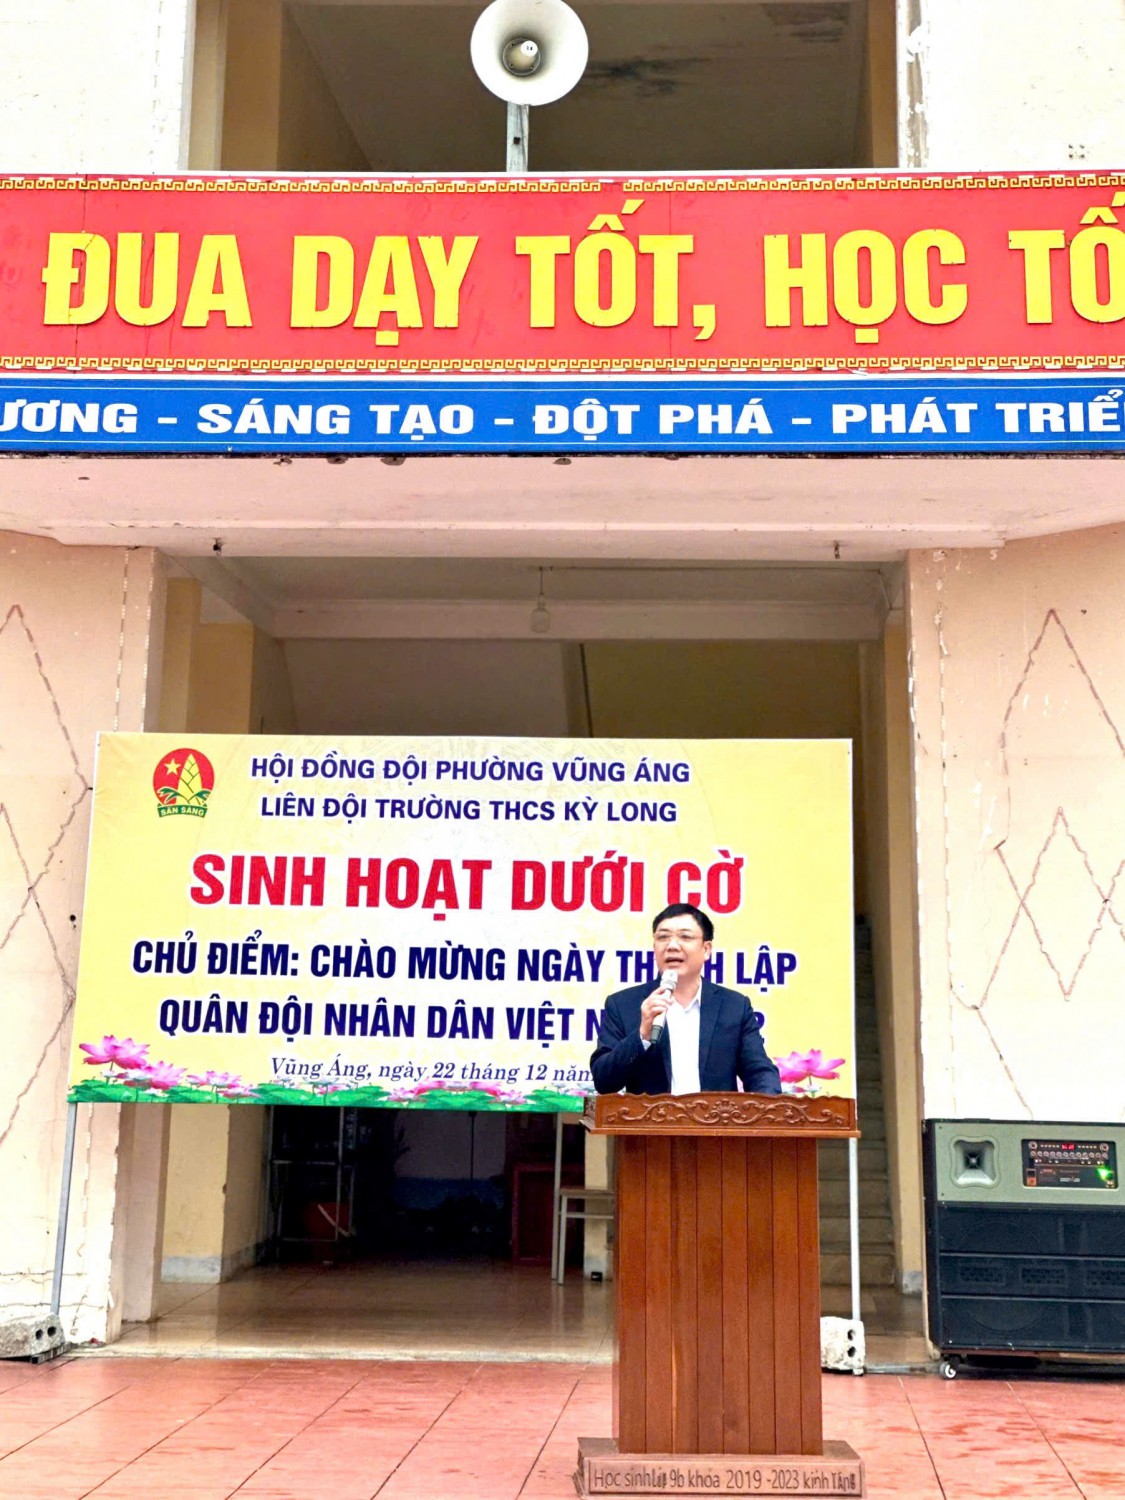 ĐUA DẠY TỐT, HỌC TỐ
ƯƠNG - SÁNG TẠO - ĐỘT PHÁ - PHÁT TRIỂ
SẴN SÀNG
HỘI ĐỒNG ĐỘI PHƯỜNG VŨNG ÁNG
LIÊN ĐỘI TRƯỜNG THCS KỲ LONG
SINH HOẠT DƯỚI CỜ
CHỦ ĐIỂM: CHÀO MỪNG NGÀY TH H LẬP
QUÂN ĐỘI NHÂN DÂN VIỆT N
Vũng Áng, ngày 22 tháng 12 năm
Học sinh lớp 9b khóa 2019 -2023 kính tặng